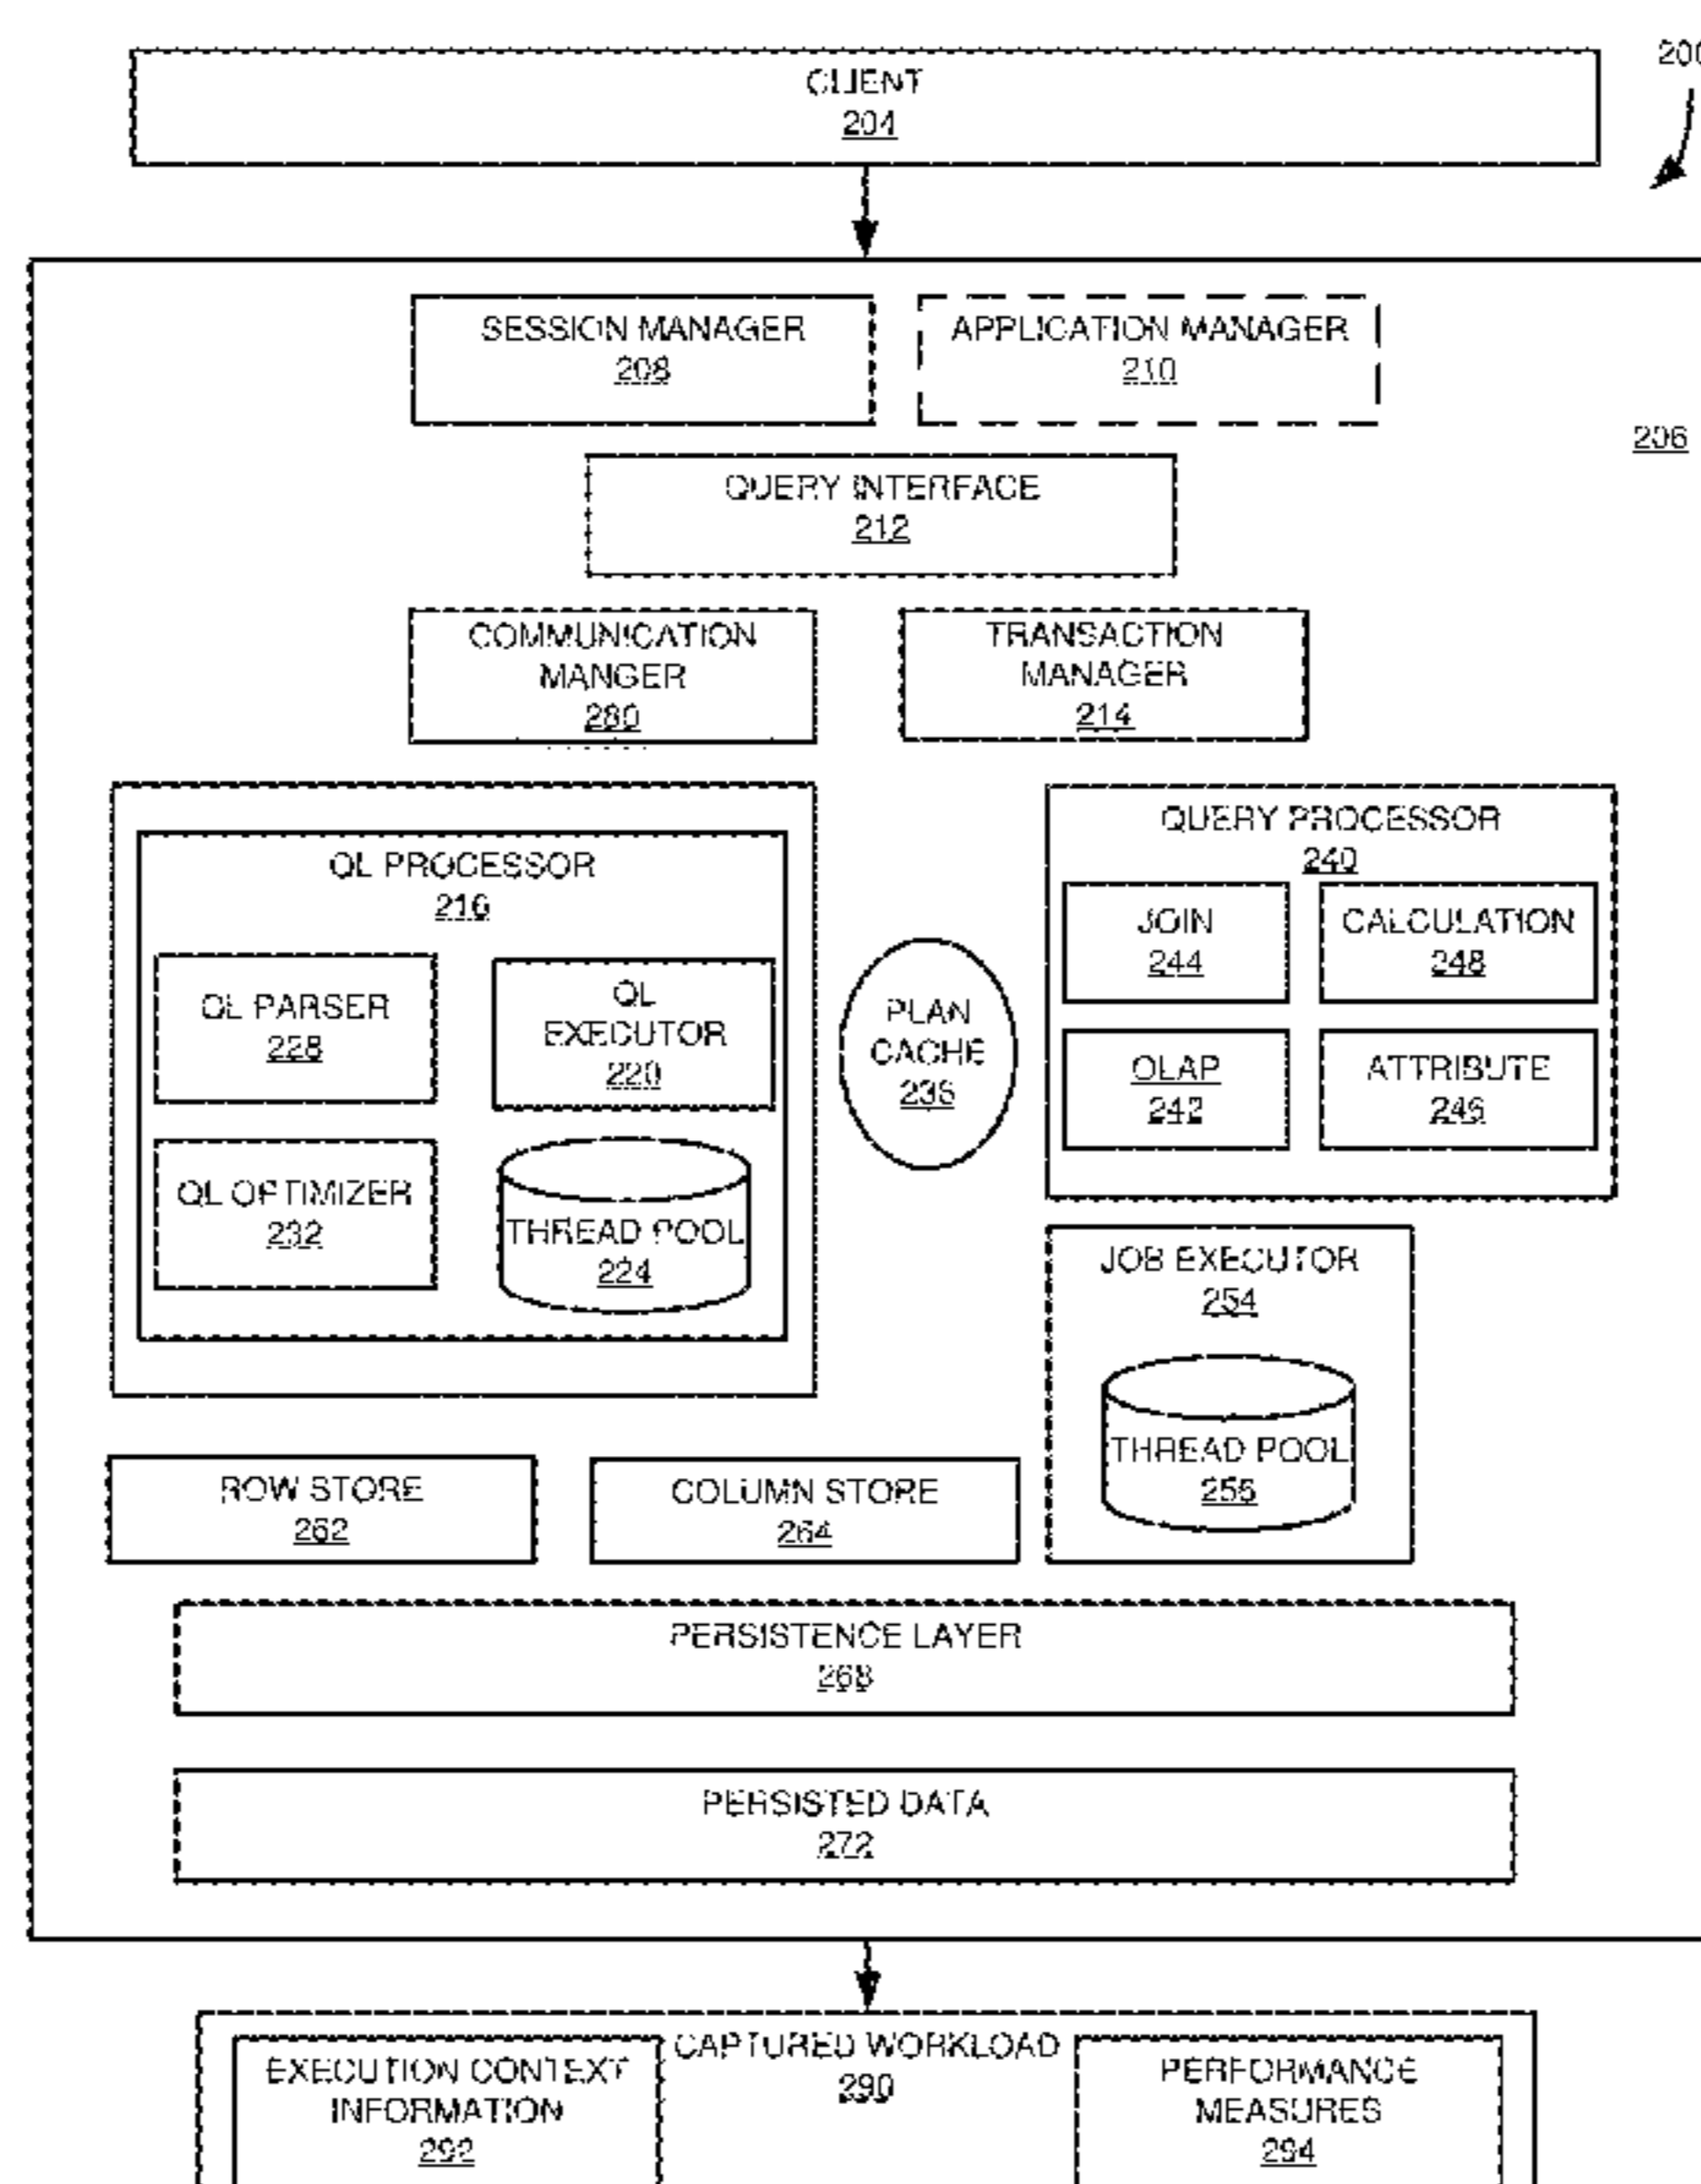 CLIENT
204
200
SESSION MANAGER
208
APPLICATION MANAGER
210
206
QUERY INTERFACE
212
COMMUNICATION
MANGER
280
TRANSACTION
MANAGER
214
QL PROCESSOR
216
QL PARSER
228
QL
EXECUTOR
220
QL OPTIMIZER
232
THREAD POOL
224
PLAN
CACHE
236
QUERY PROCESSOR
240
JOIN
244
CALCULATION
248
OLAP
242
ATTRIBUTE
246
JOB EXECUTOR
254
THREAD POOL
256
ROW STORE
262
COLUMN STORE
264
PERSISTENCE LAYER
268
PERSISTED DATA
272
CAPTURED WORKLOAD
290
EXECUTION CONTEXT
INFORMATION
292
PERFORMANCE
MEASURES
294